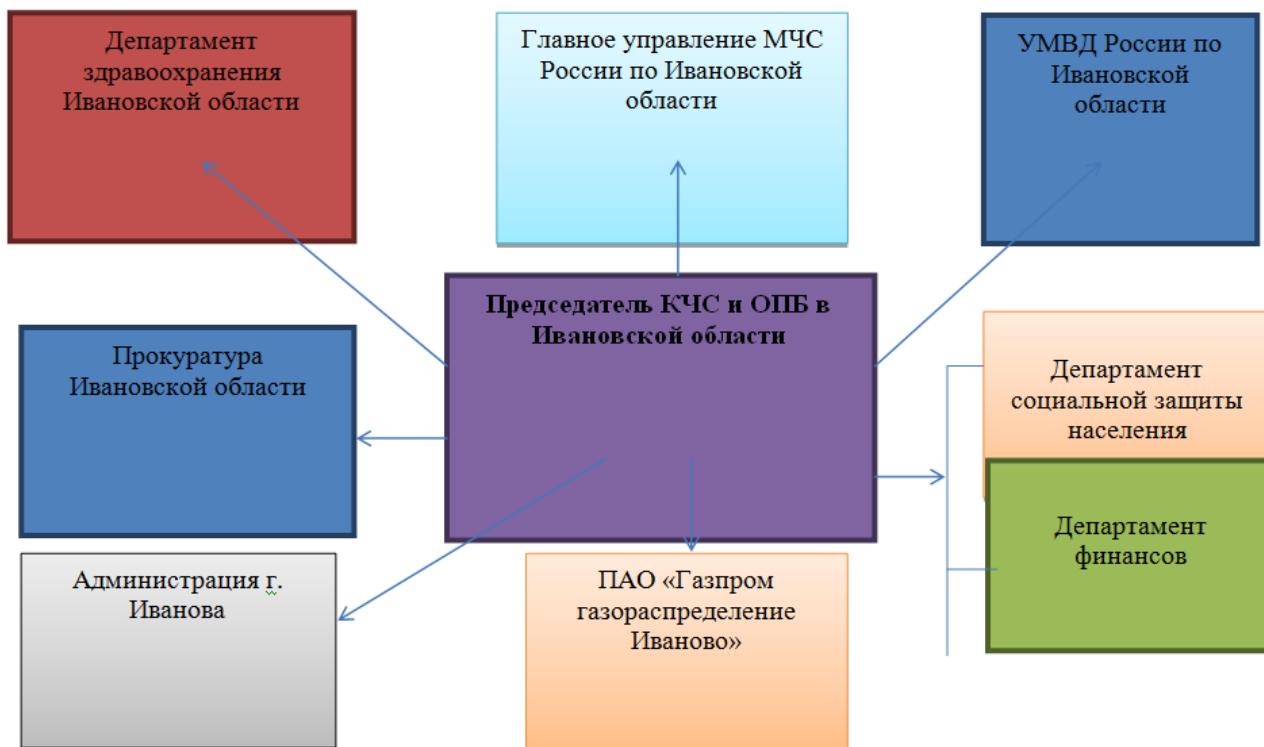 Департамент
здравоохранения
Ивановской области
Главное управление МЧС
России по Ивановской
области
УМВД России по
Ивановской
области
Председатель КЧС и ОПБ в
Ивановской области
Прокуратура
Ивановской области
Департамент
социальной защиты
населения
Департамент
финансов
Администрация г.
Иванова
ПАО «Газпром
газораспределение
Иваново»